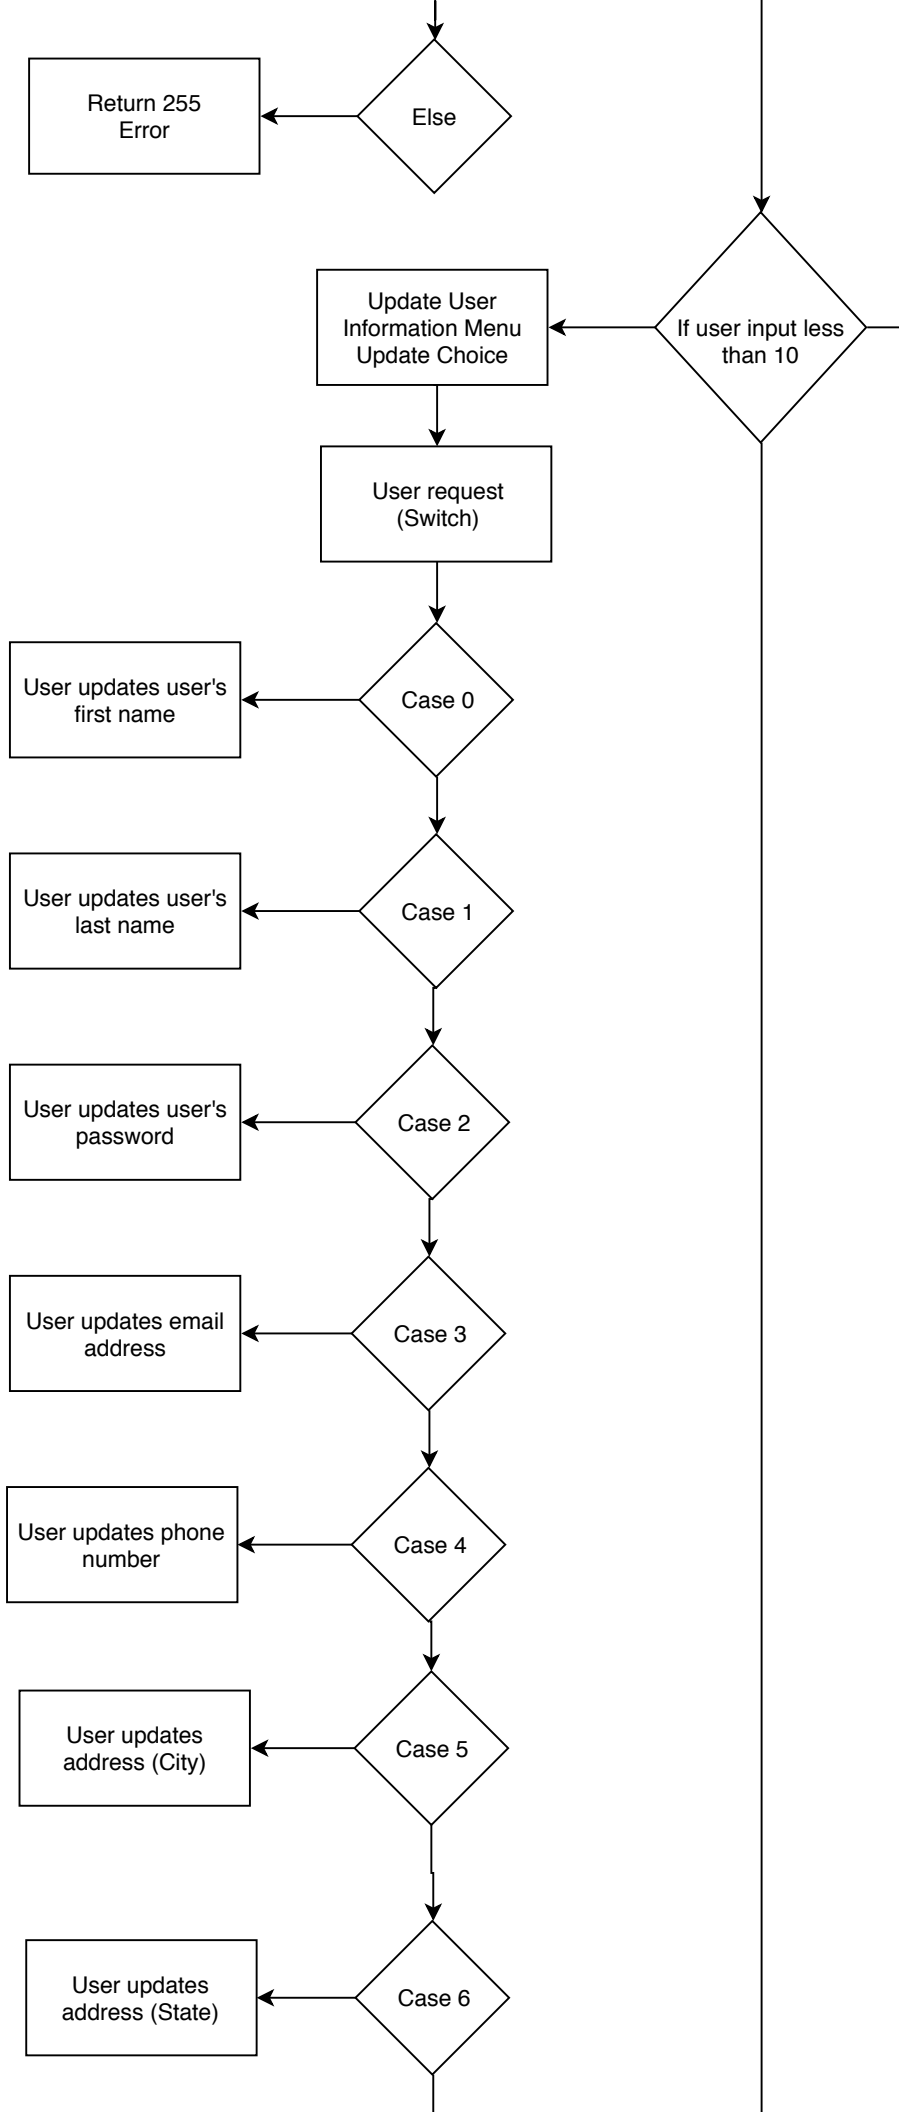 Return 255
Error
Else
If user input less
than 10
Update User
Information Menu
Update Choice
User request
(Switch)
User updates user's
first name
Case 0
User updates user's
last name
Case 1
User updates user's
password
Case 2
User updates email
address
Case 3
User updates phone
number
Case 4
User updates
address (City)
Case 5
User updates
address (State)
Case 6